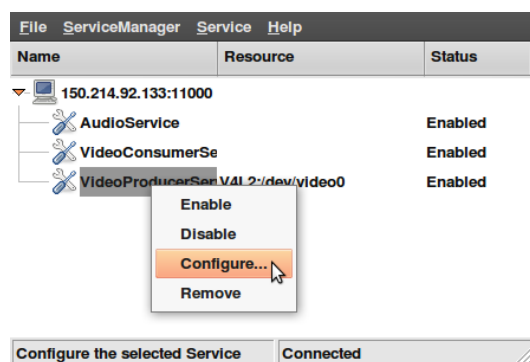 File ServiceManager Service Help
Name Resource Status
150.214.92.133:11000
AudioService Enabled
VideoConsumerSe Enabled
VideoProducerSer V4L2:/dev/video0 Enabled
Enable
Disable
Configure...
Remove
Configure the selected Service Connected